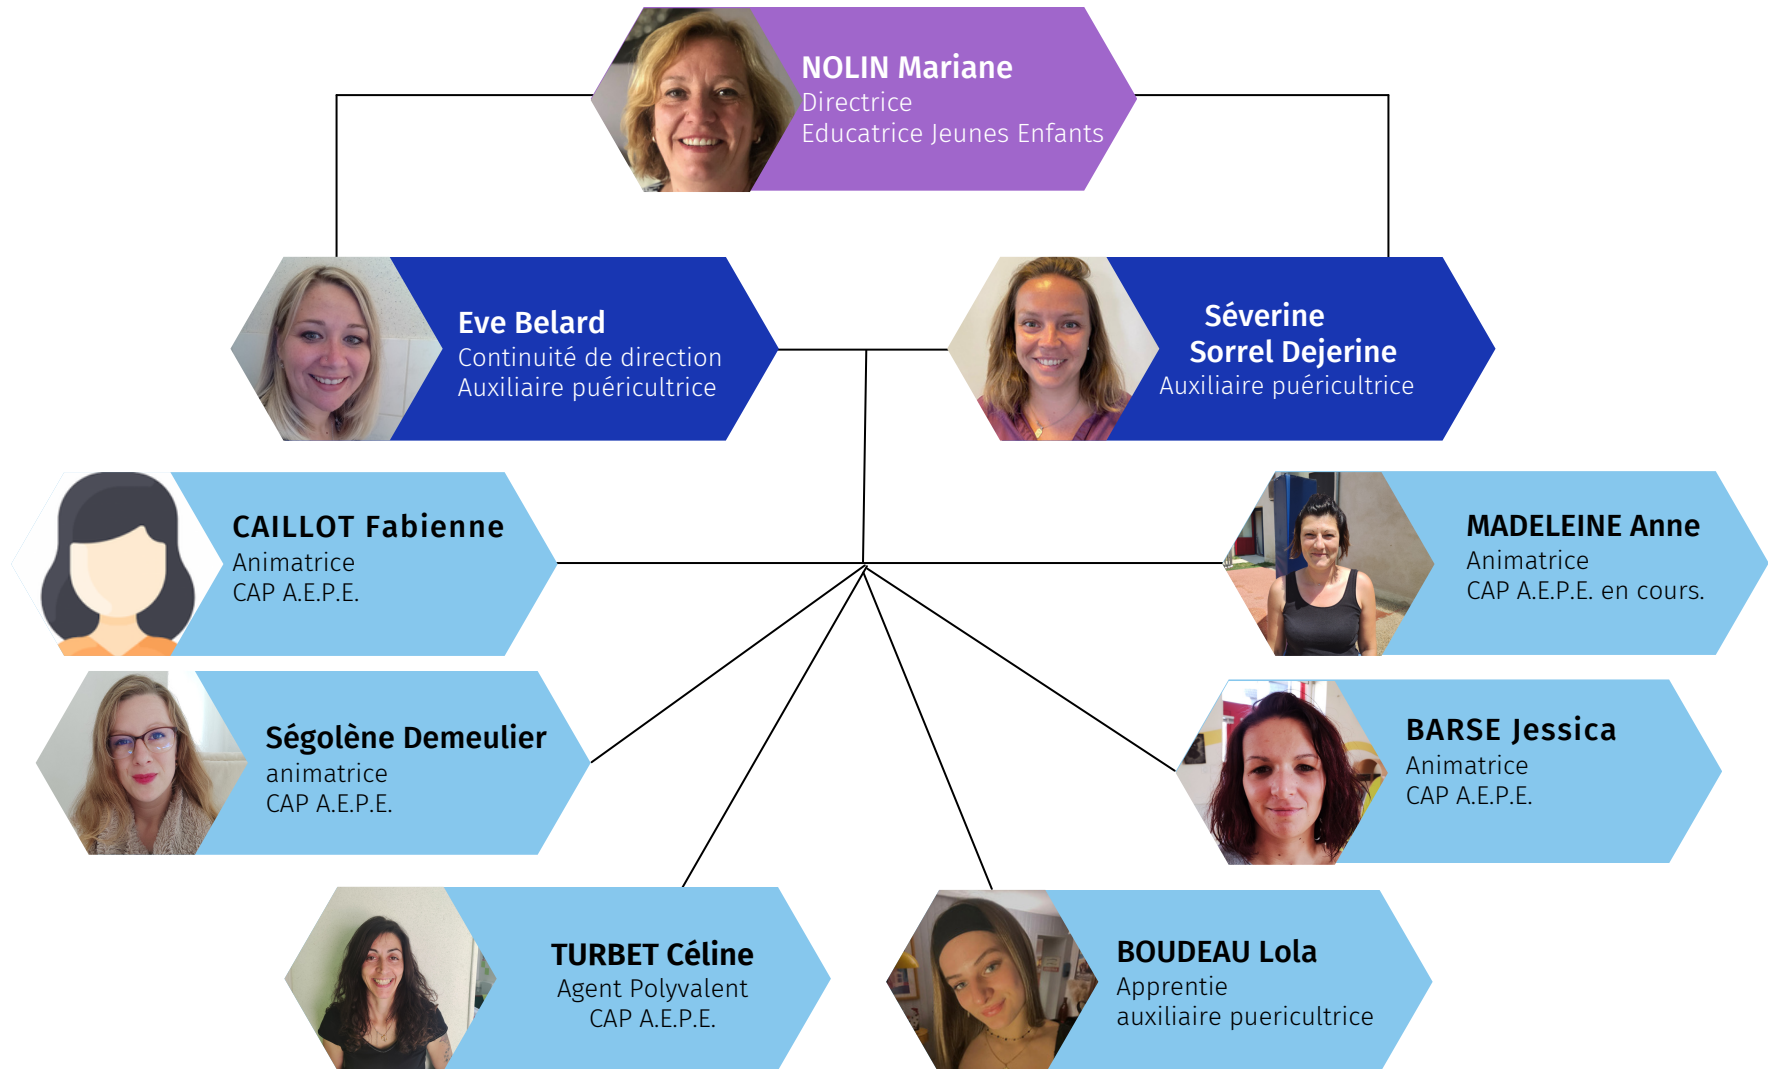 NOLIN Mariane
Directrice
Educatrice Jeunes Enfants
Eve Belard
Continuité de direction
Auxiliaire puéricultrice
Séverine
Sorrel Dejerine
Auxiliaire puéricultrice
CAILLOT Fabienne
Animatrice
CAP A.E.P.E.
MADELEINE Anne
Animatrice
CAP A.E.P.E. en cours.
Ségolène Demeulier
animatrice
CAP A.E.P.E.
BARSE Jessica
Animatrice
CAP A.E.P.E.
TURBET Céline
Agent Polyvalent
CAP A.E.P.E.
BOUDEAU Lola
Apprentie
auxiliaire puericultrice